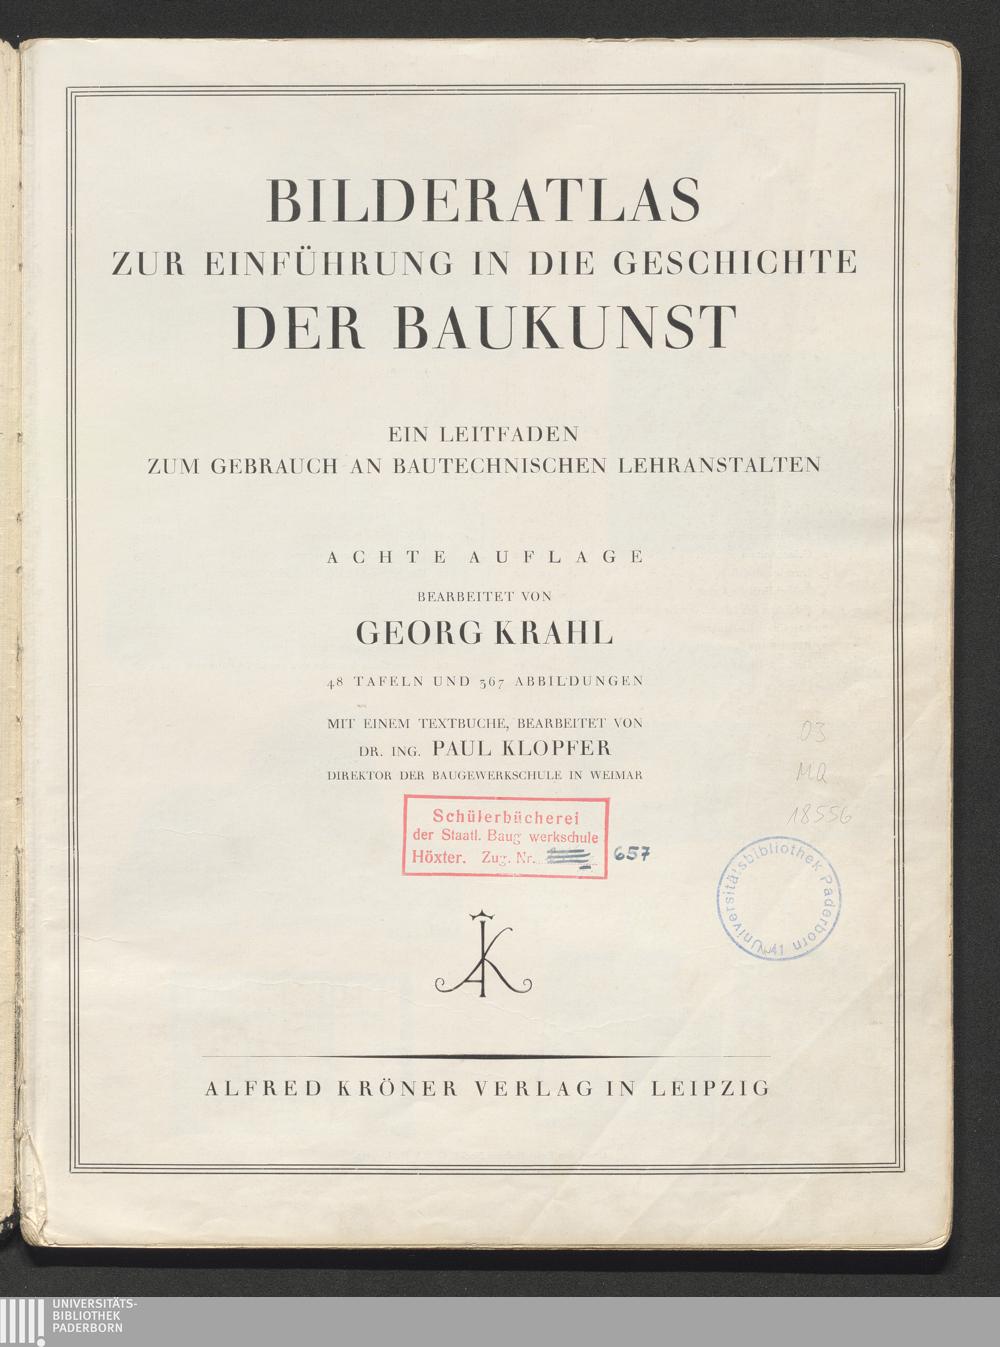 BILDERATLAS
ZUR EINFÜHRUNG IN DIE GESCHICHTE
DER BAUKUNST
EIN LEITFADEN
ZUM GEBRAUCH AN BAUTECHNISCHEN LEHRANSTALTEN
ACHTE AUFLAGE
BEARBEITET VON
GEORG KRAHL
48 TAFELN UND 367 ABBILDUNGEN
MIT EINEM TEXTBUCHE, BEARBEITET VON
DR. ING. PAUL KLOPFER
DIREKTOR DER BAUGEWERKSCHULE IN WEIMAR
03
MQ
18556
Schülerbücherei
der Staatl. Baugewerkschule
Höxter. Zug. Nr. 657
Universitätsbibliothek Paderborn
41
AK
ALFRED KRÖNER VERLAG IN LEIPZIG
UNIVERSITÄTS-
BIBLIOTHEK
PADERBORN